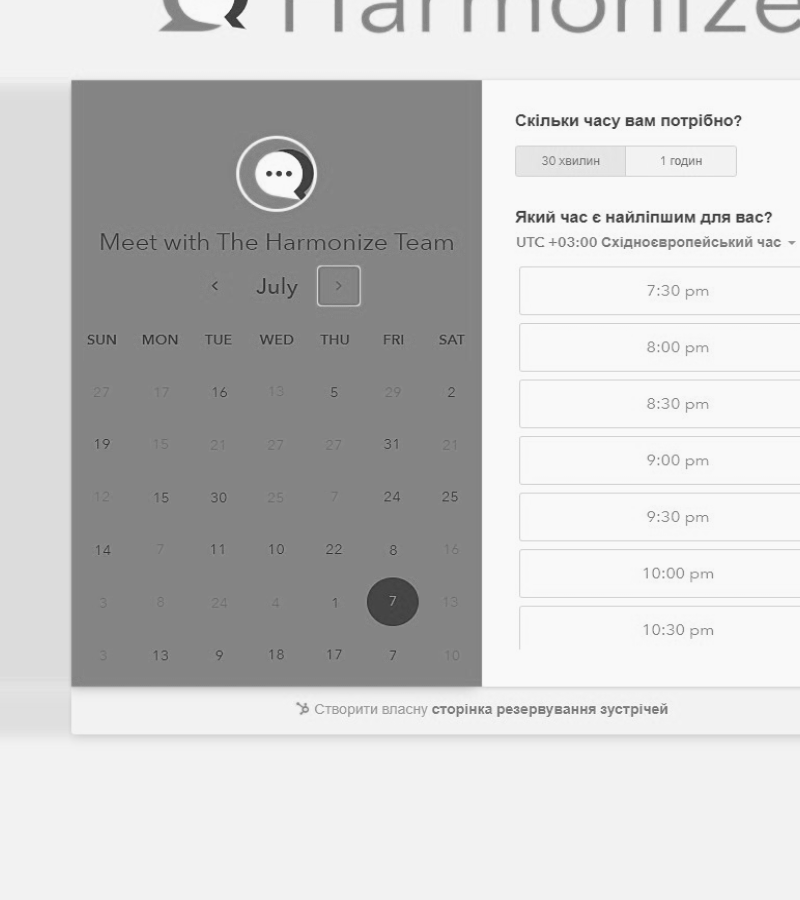 Harmonize
Meet with The Harmonize Team
July
SUN MON TUE WED THU FRI SAT
27 17 16 13 5 29 2
19 15 21 27 27 31 21
12 15 30 25 7 24 25
14 7 11 10 22 8 16
3 8 24 4 1 7 13
3 13 9 18 17 7 10
Скільки часу вам потрібно?
30 хвилин 1 годин
Який час є найліпшим для вас?
UTC +03:00 Східноєвропейський час
7:30 pm
8:00 pm
8:30 pm
9:00 pm
9:30 pm
10:00 pm
10:30 pm
Створити власну сторінка резервування зустрічей